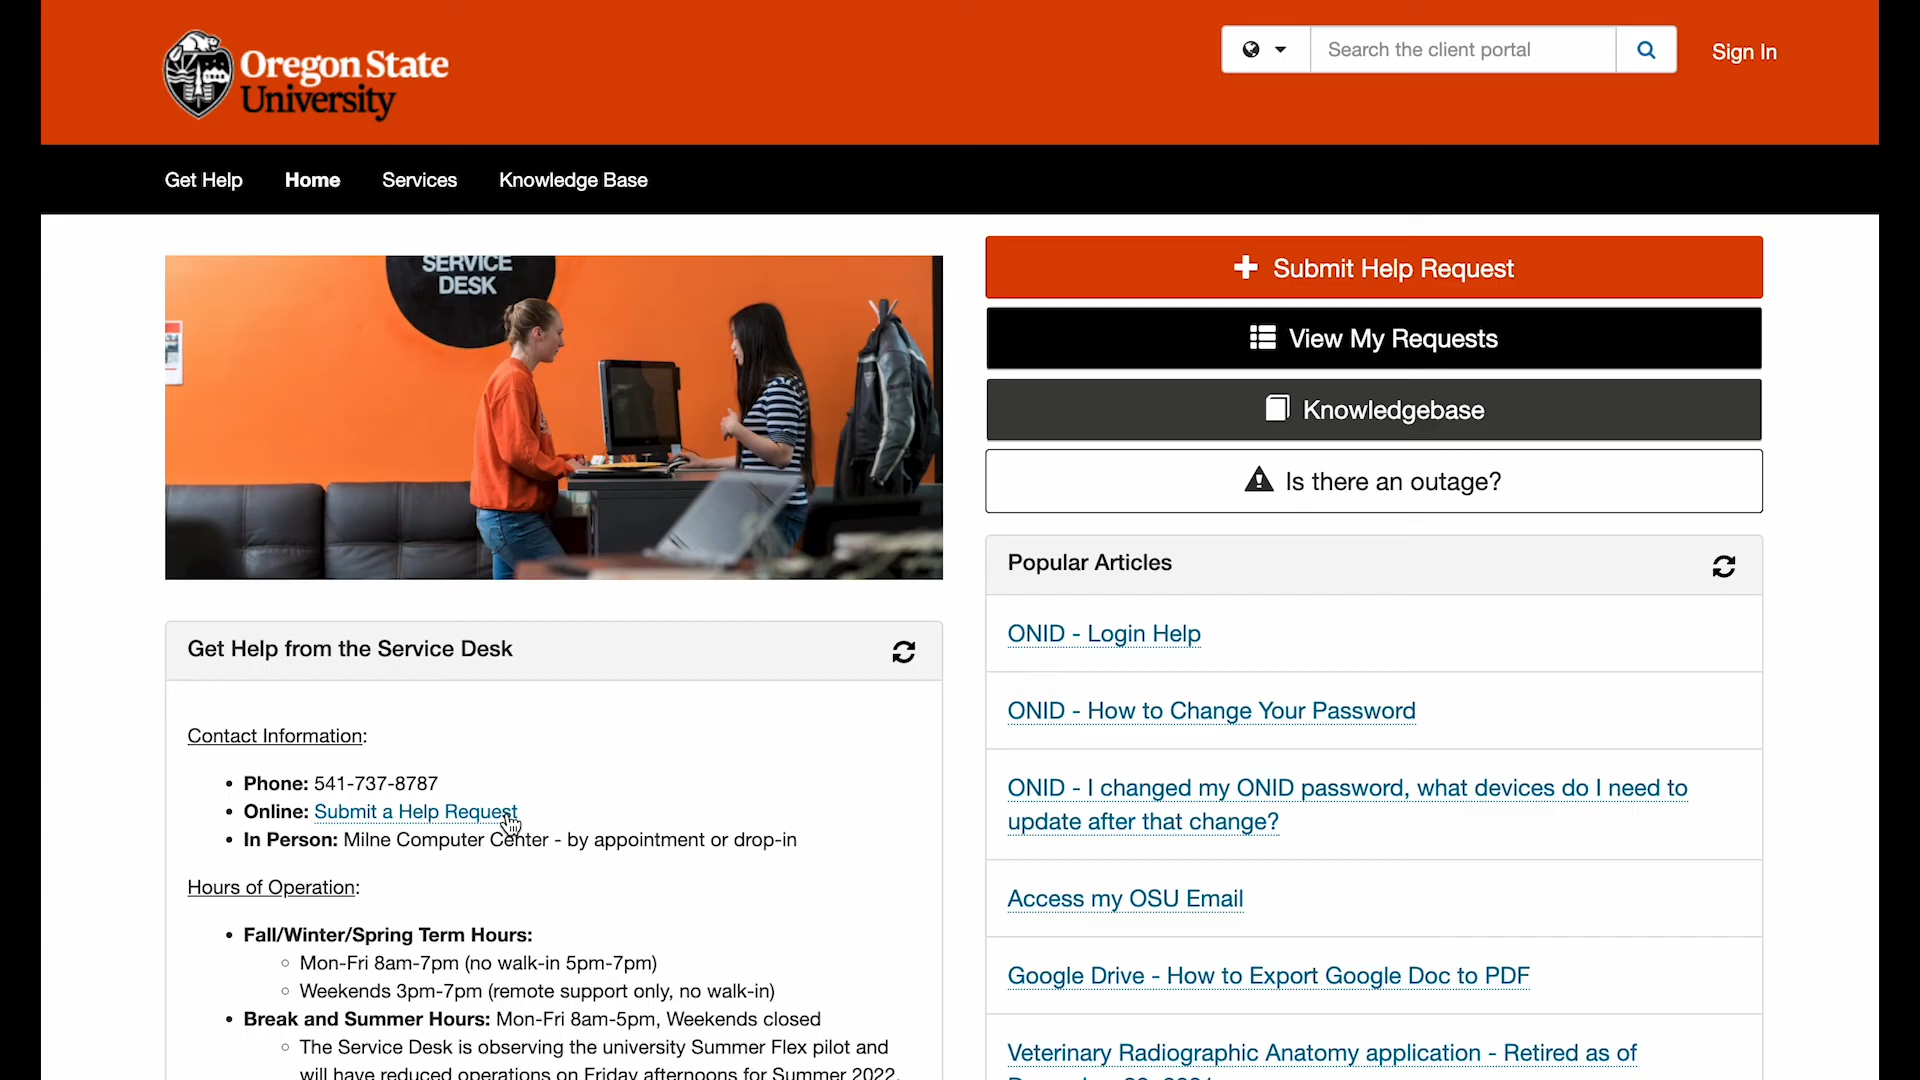 Oregon State
University
Search the client portal
Sign In
Get Help
Home
Services
Knowledge Base
SERVICE
DESK
Submit Help Request
View My Requests
Knowledgebase
Is there an outage?
Get Help from the Service Desk
Contact Information:
• Phone: 541-737-8787
• Online: Submit a Help Request
• In Person: Milne Computer Center - by appointment or drop-in
Hours of Operation:
• Fall/Winter/Spring Term Hours:
◦ Mon-Fri 8am-7pm (no walk-in 5pm-7pm)
◦ Weekends 3pm-7pm (remote support only, no walk-in)
• Break and Summer Hours: Mon-Fri 8am-5pm, Weekends closed
◦ The Service Desk is observing the university Summer Flex pilot and
will have reduced operations on Friday afternoons for Summer 2022.
Popular Articles
ONID - Login Help
ONID - How to Change Your Password
ONID - I changed my ONID password, what devices do I need to
update after that change?
Access my OSU Email
Google Drive - How to Export Google Doc to PDF
Veterinary Radiographic Anatomy application - Retired as of